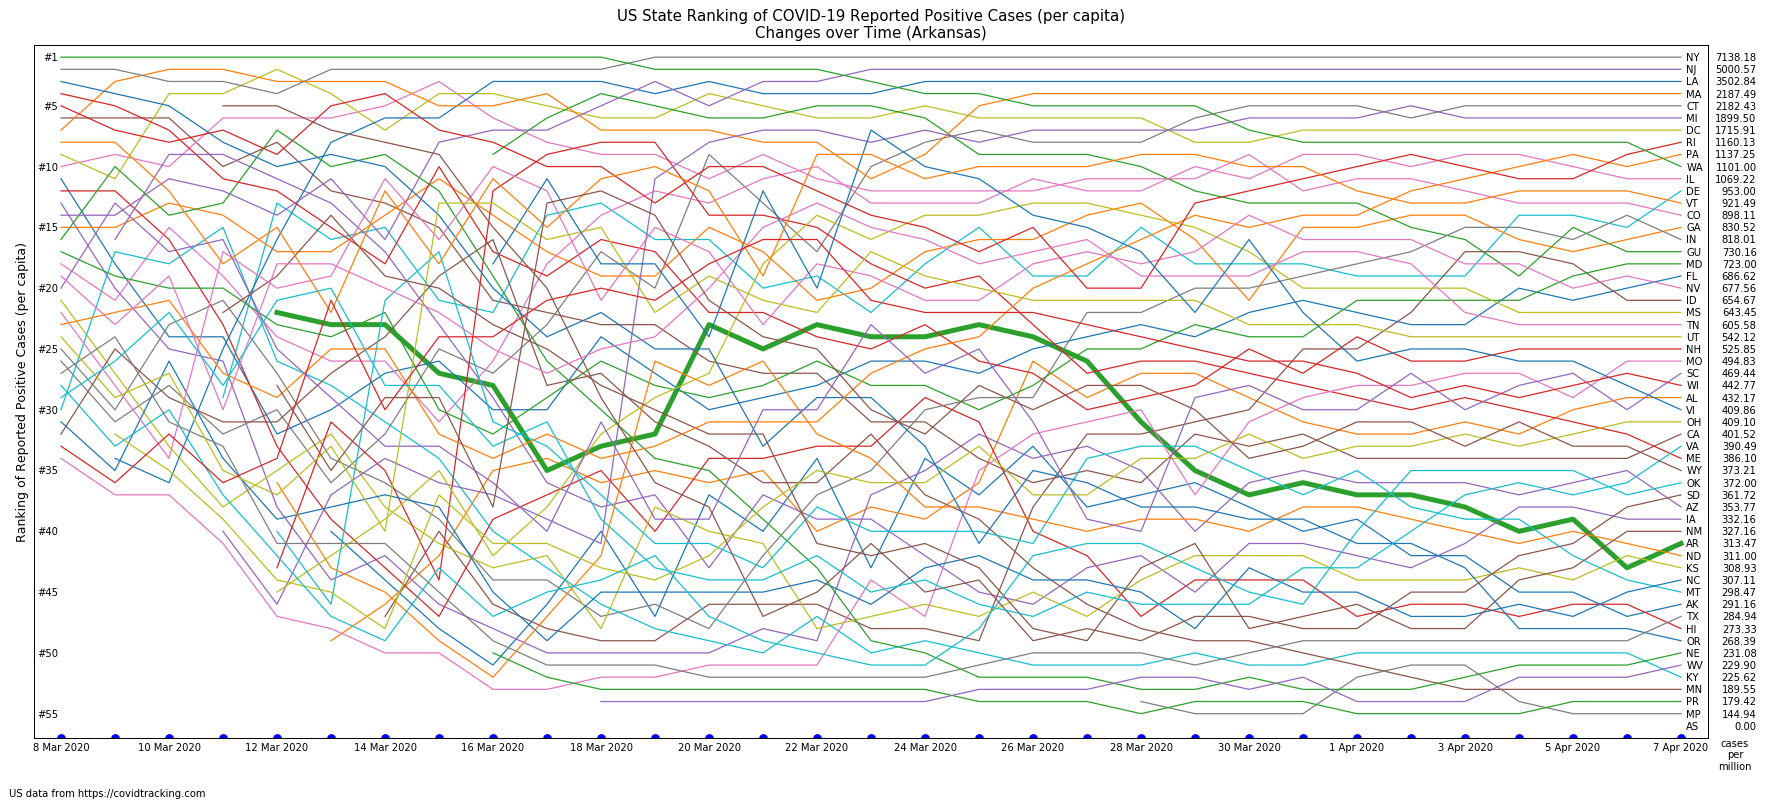 US State Ranking of COVID-19 Reported Positive Cases (per capita)
Changes over Time (Arkansas)
Ranking of Reported Positive Cases (per capita)
#1
#5
#10
#15
#20
#25
#30
#35
#40
#45
#50
#55
NY 7138.18
NJ 5000.57
LA 3502.84
MA 2187.49
CT 2182.43
MI 1899.50
DC 1715.91
RI 1160.13
PA 1137.25
WA 1101.00
IL 1069.22
DE 953.00
VT 921.49
CO 898.11
GA 830.52
IN 818.01
GU 730.16
MD 723.00
FL 686.62
NV 677.56
ID 654.67
MS 643.45
TN 605.58
UT 542.12
NH 525.85
MO 494.83
SC 469.44
WI 442.77
AL 432.17
VI 409.86
OH 409.10
CA 401.52
VA 390.49
ME 386.10
WY 373.21
OK 372.00
SD 361.72
AZ 353.77
IA 332.16
NM 327.16
AR 313.47
ND 311.00
KS 308.93
NC 307.11
MT 298.47
AK 291.16
TX 284.94
HI 273.33
OR 268.39
NE 231.08
WV 229.90
KY 225.62
MN 189.55
PR 179.42
MP 144.94
AS 0.00
8 Mar 2020 10 Mar 2020 12 Mar 2020 14 Mar 2020 16 Mar 2020 18 Mar 2020 20 Mar 2020 22 Mar 2020 24 Mar 2020 26 Mar 2020 28 Mar 2020 30 Mar 2020 1 Apr 2020 3 Apr 2020 5 Apr 2020 7 Apr 2020
cases
per
million
US data from https://covidtracking.com